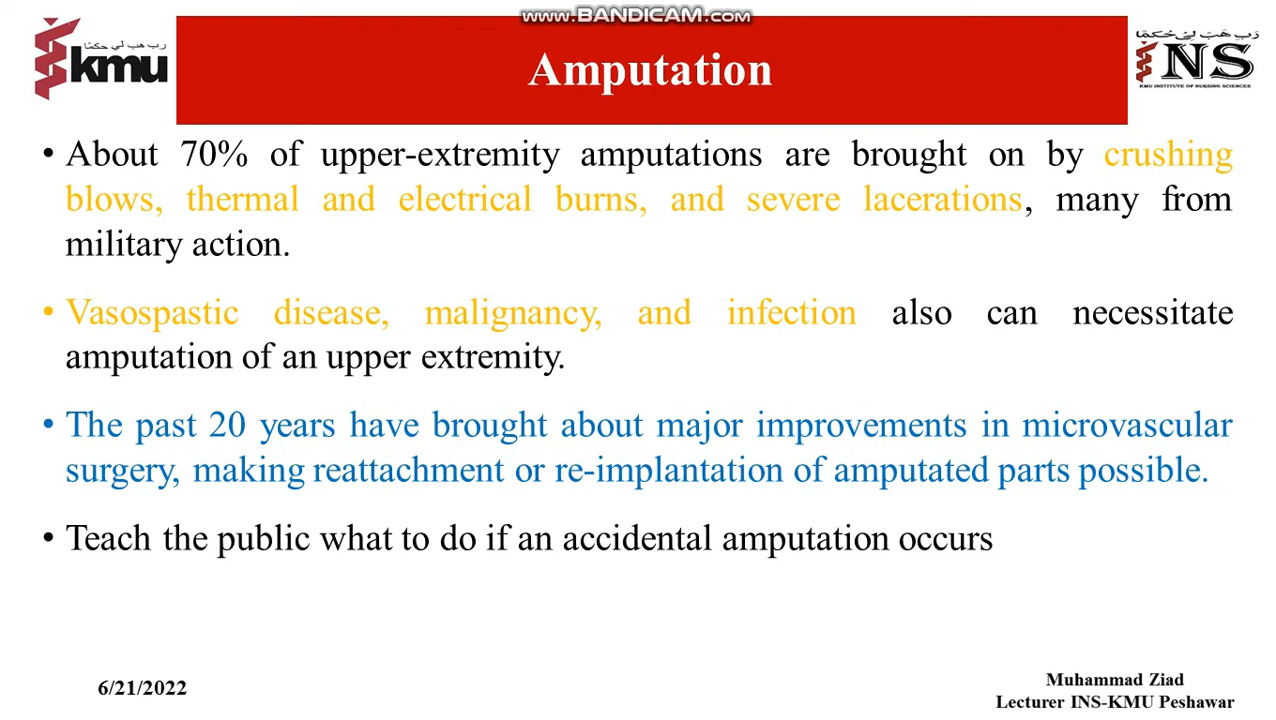 www.BANDICAM.com
رب هب لي حكما
kmu
Amputation
رَبِّ هَبْ لِي حُكْمًا
INS
KMU INSTITUTE OF NURSING SCIENCES
• About 70% of upper-extremity amputations are brought on by crushing
blows, thermal and electrical burns, and severe lacerations, many from
military action.
• Vasospastic disease, malignancy, and infection also can necessitate
amputation of an upper extremity.
• The past 20 years have brought about major improvements in microvascular
surgery, making reattachment or re-implantation of amputated parts possible.
• Teach the public what to do if an accidental amputation occurs
6/21/2022
Muhammad Ziad
Lecturer INS-KMU Peshawar